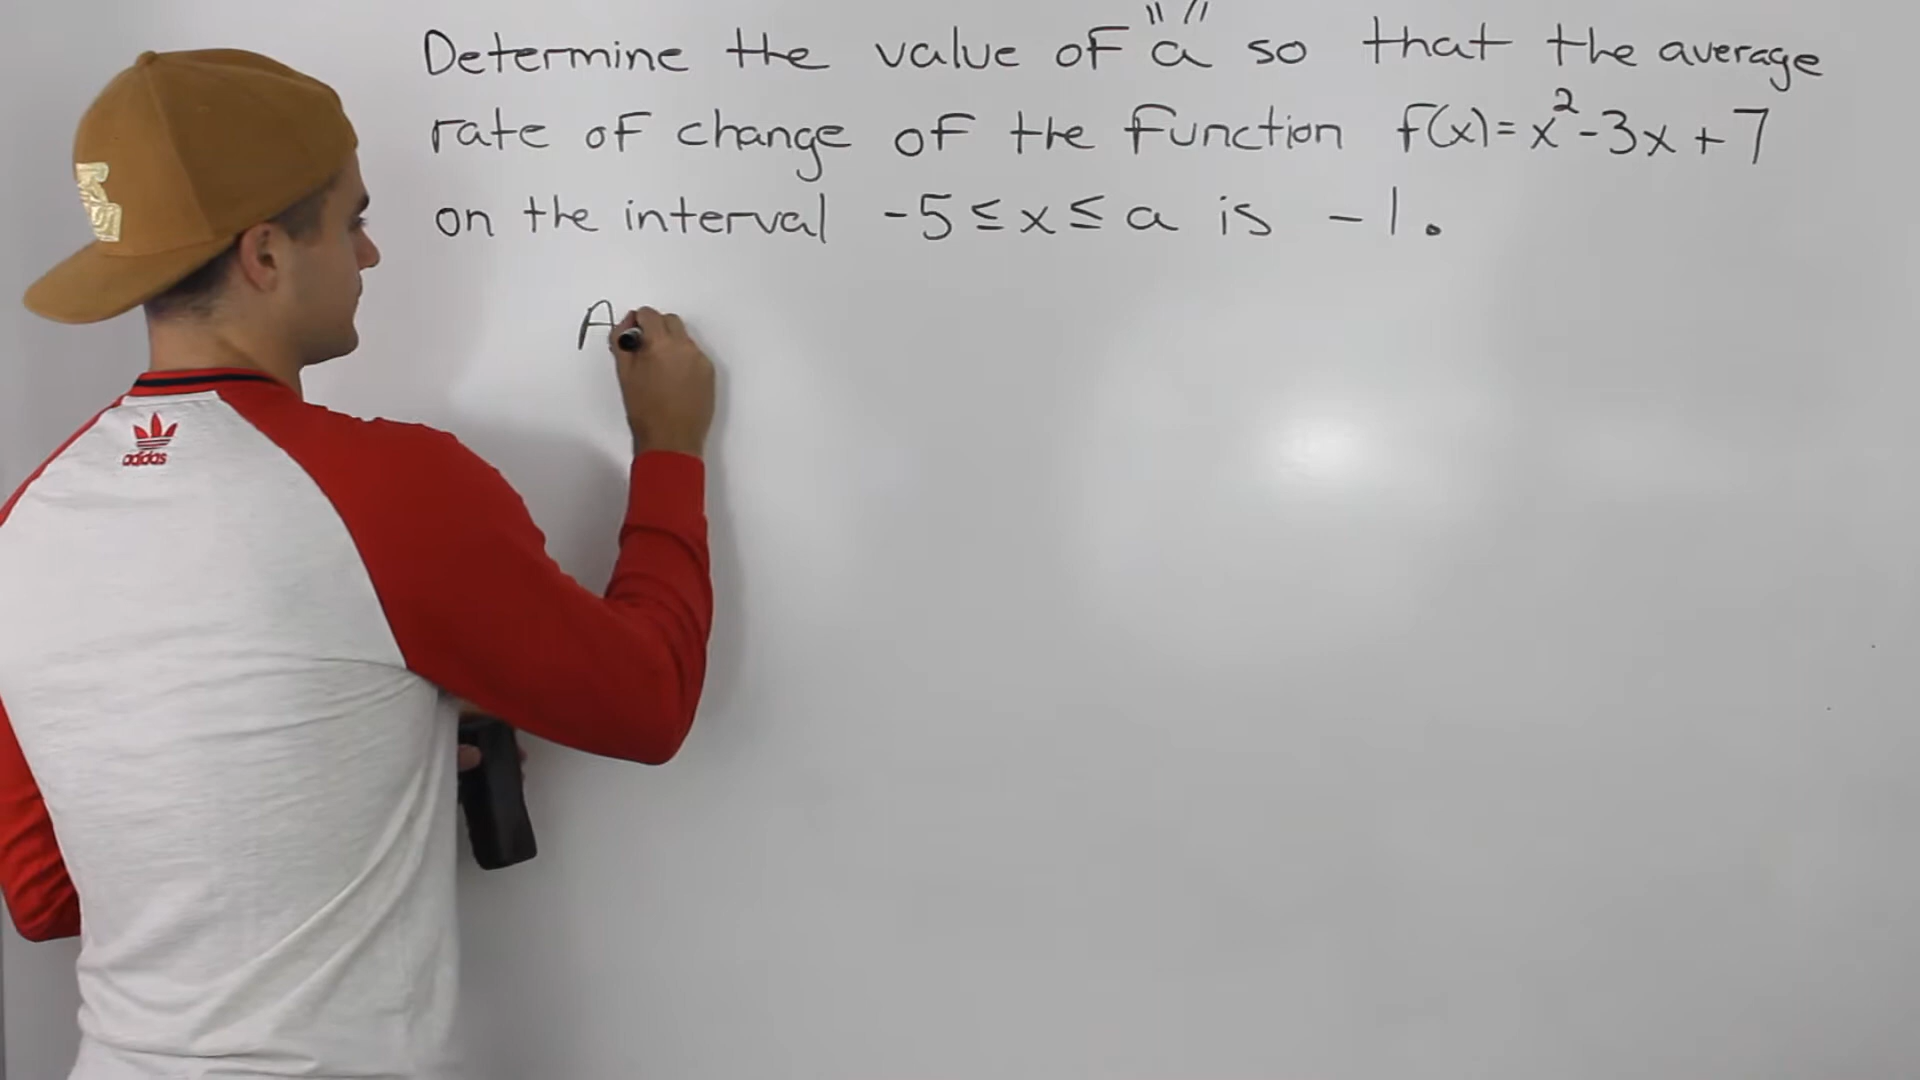 Determine the value of "a" so that the average
rate of change of the function f(x)=x²-3x+7
on the interval -5≤x≤a is -1.
A
adidas